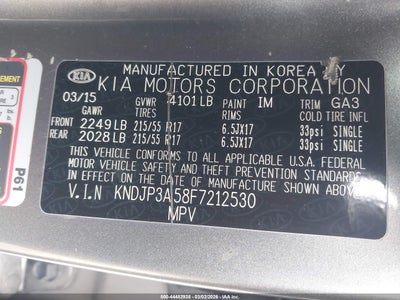 MANUFACTURED IN KOREA BY
KIA KIA MOTORS CORPORATION
03/15 GVWR 4101LB PAINT IM TRIM GA3
GAWR TIRES RIMS COLD TIRE INFL
FRONT 2249LB 215/55 R17 6.5JX17 33psi SINGLE
REAR 2028LB 215/55 R17 6.5JX17 33psi SINGLE
THIS VEHICLE CONFORMS TO ALL APPLICABLE U.S.A. FEDERAL
MOTOR VEHICLE SAFETY AND THEFT PREVENTION STANDARDS
IN EFFECT ON THE DATE OF MANUFACTURE SHOWN ABOVE.
V.I.N KNDJP3A58F7212530
MPV
P61